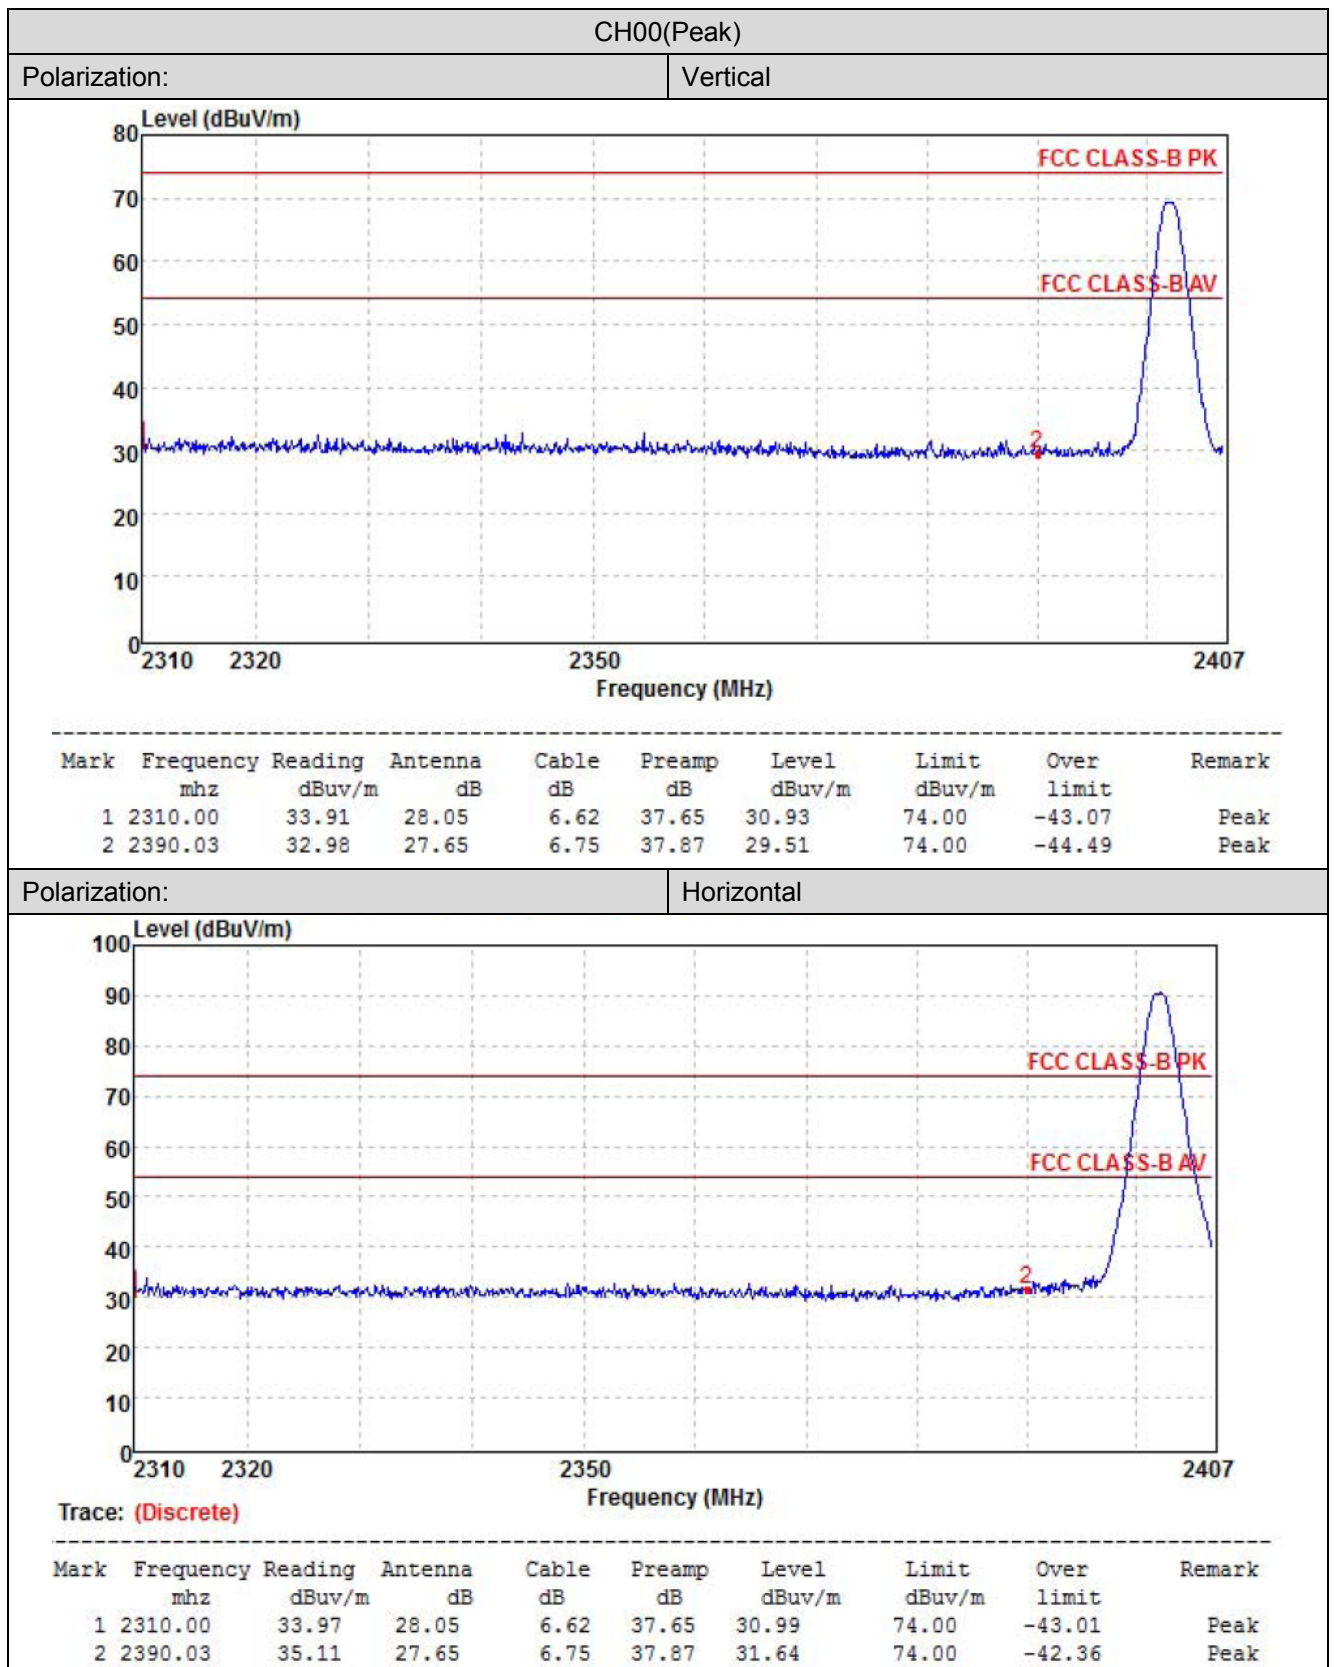 CH00(Peak)
Polarization: Vertical
Level (dBuV/m)
80
FCC CLASS-B PK
70
60
FCC CLASS-B AV
50
40
2
30
20
10
0
2310 2320 2350 2407
Frequency (MHz)
Mark Frequency Reading Antenna Cable Preamp Level Limit Over Remark
mhz dBuv/m dB dB dB dBuv/m dBuv/m limit
1 2310.00 33.91 28.05 6.62 37.65 30.93 74.00 -43.07 Peak
2 2390.03 32.98 27.65 6.75 37.87 29.51 74.00 -44.49 Peak
Polarization: Horizontal
Level (dBuV/m)
100
90
80
FCC CLASS-B PK
70
60
FCC CLASS-B AV
50
40
2
30
20
10
0
2310 2320 2350 2407
Frequency (MHz)
Trace: (Discrete)
Mark Frequency Reading Antenna Cable Preamp Level Limit Over Remark
mhz dBuv/m dB dB dB dBuv/m dBuv/m limit
1 2310.00 33.97 28.05 6.62 37.65 30.99 74.00 -43.01 Peak
2 2390.03 35.11 27.65 6.75 37.87 31.64 74.00 -42.36 Peak